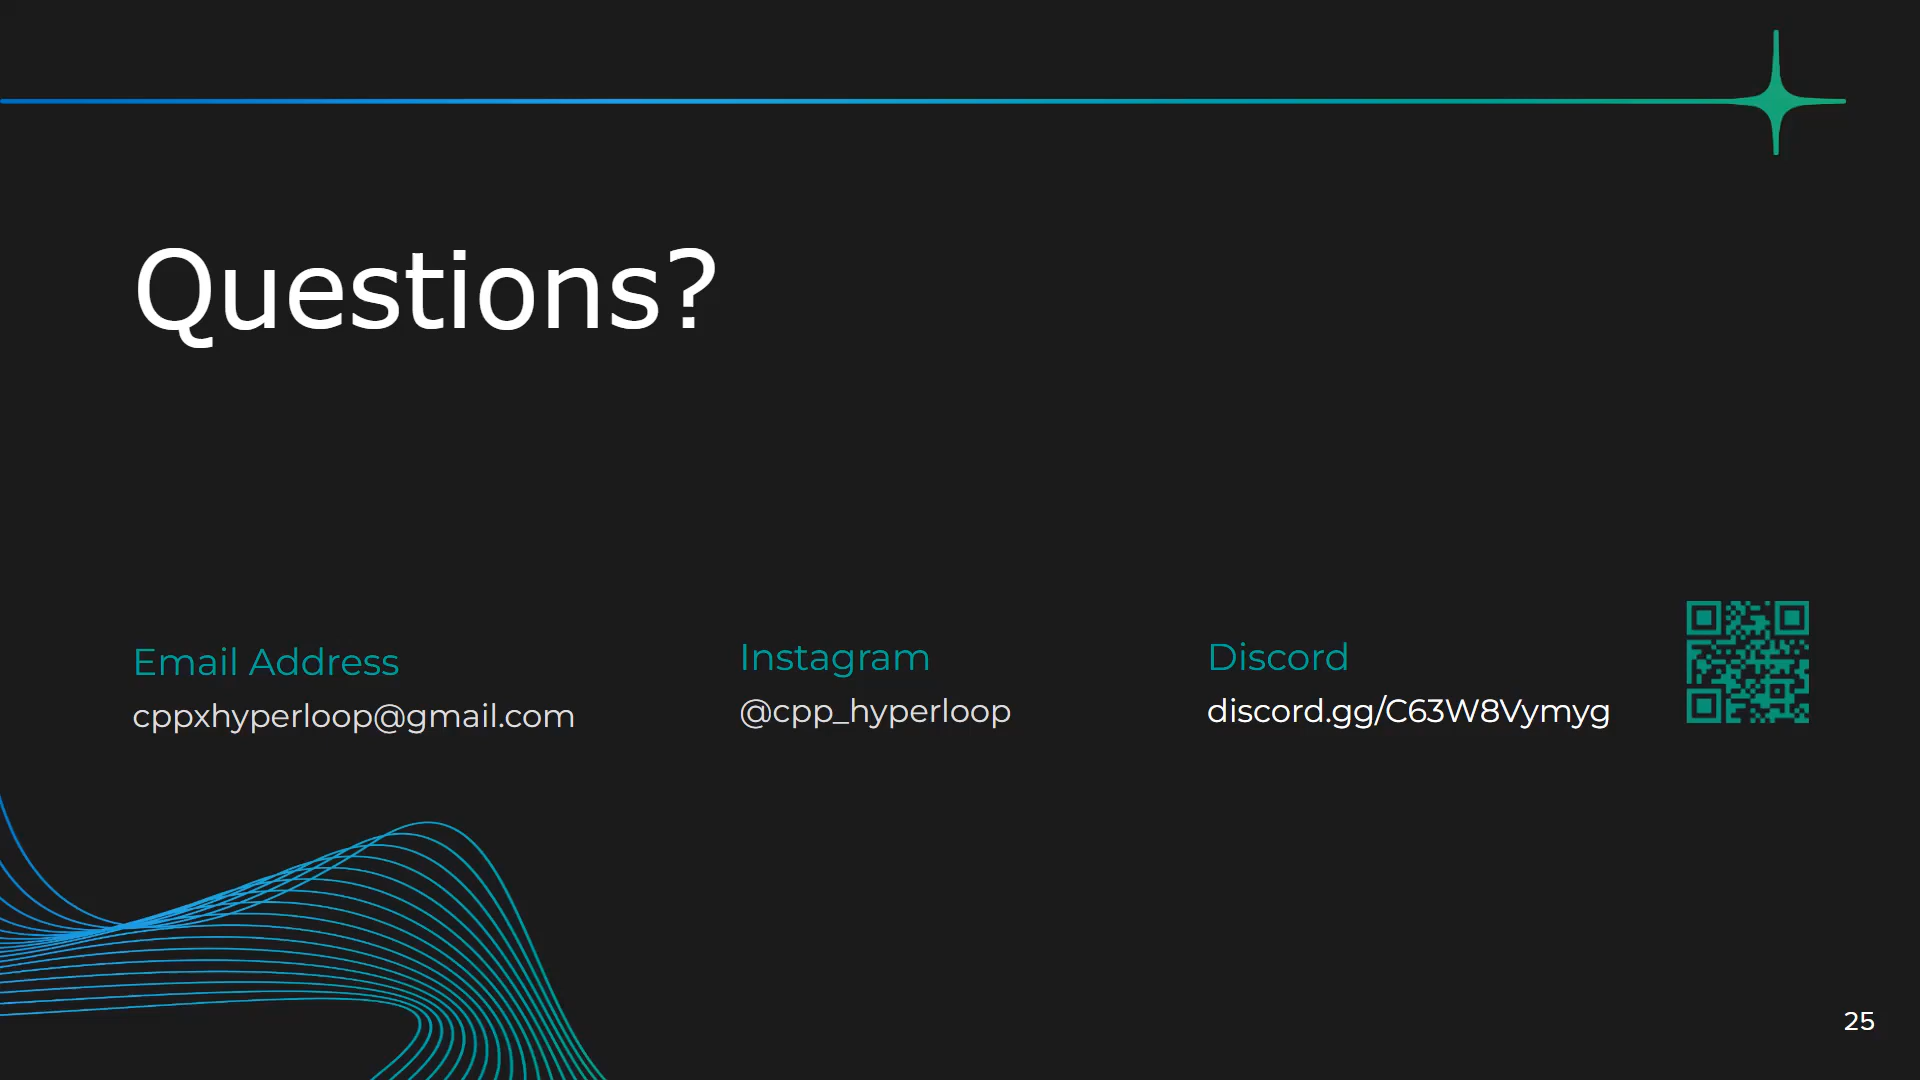 Questions?
Email Address
cppxhyperloop@gmail.com
Instagram
@cpp_hyperloop
Discord
discord.gg/C63W8Vymyg
25